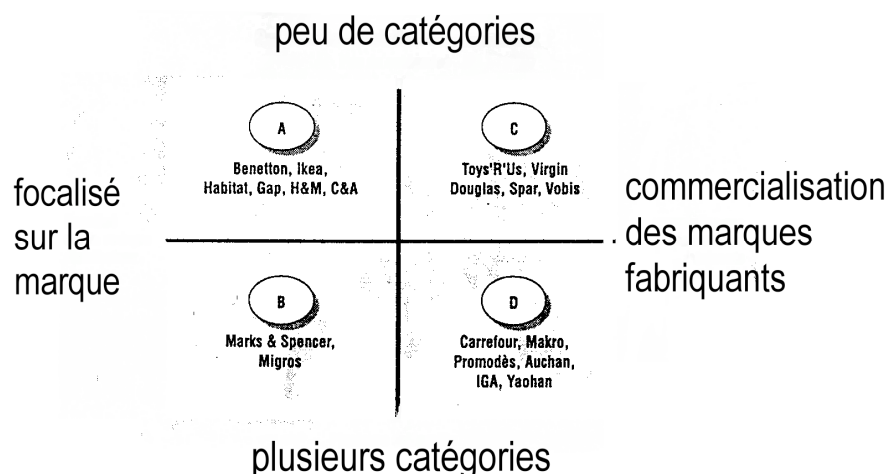 peu de catégories
A
Benetton, Ikea,
Habitat, Gap, H&M, C&A
C
Toys'R'Us, Virgin
Douglas, Spar, Vobis
focalisé
sur la
marque
commercialisation
des marques
fabriquants
B
Marks & Spencer,
Migros
D
Carrefour, Makro,
Promodès, Auchan,
IGA, Yaohan
plusieurs catégories